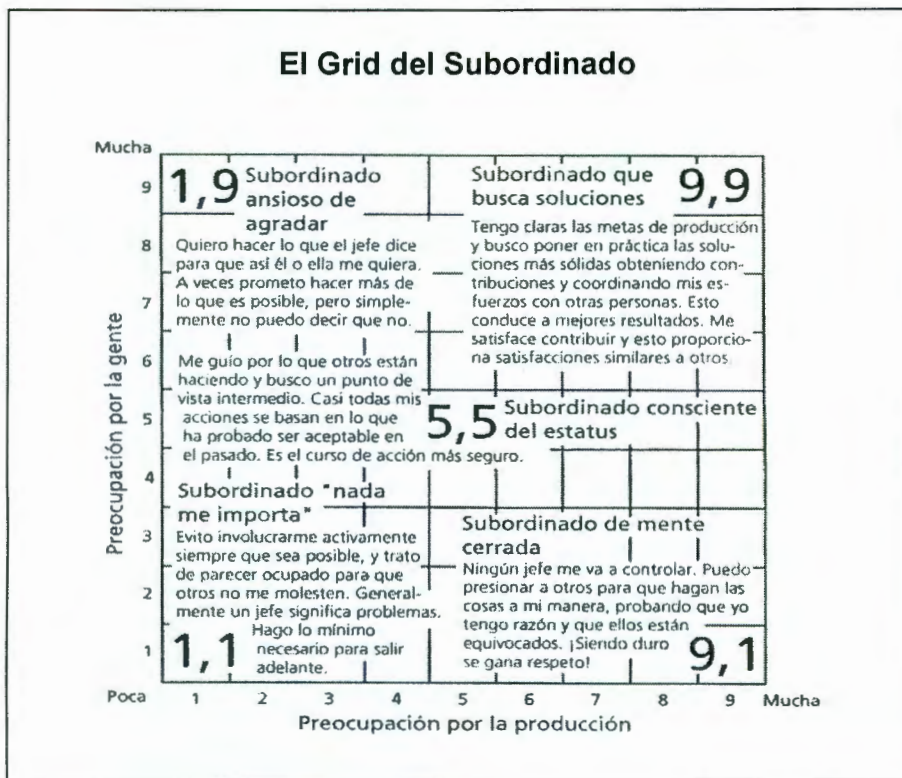 El Grid del Subordinado
Mucha
9
8
7
6
5
4
3
2
1
Preocupación por la gente
1,9
Subordinado
ansioso de
agradar
Quiero hacer lo que el jefe dice
para que así él o ella me quiera.
A veces prometo hacer más de
lo que es posible, pero simple-
mente no puedo decir que no.
Subordinado que
busca soluciones
9,9
Tengo claras las metas de producción
y busco poner en práctica las solu-
ciones más sólidas obteniendo con-
tribuciones y coordinando mis es-
fuerzos con otras personas. Esto
conduce a mejores resultados. Me
satisface contribuir y esto proporcio-
na satisfacciones similares a otros.
Me guío por lo que otros están
haciendo y busco un punto de
vista intermedio. Casi todas mis
acciones se basan en lo que
ha probado ser aceptable en
el pasado. Es el curso de acción más seguro.
5,5
Subordinado consciente
del estatus
Subordinado "nada
me importa"
Evito involucrarme activamente
siempre que sea posible, y trato
de parecer ocupado para que
otros no me molesten. General-
mente un jefe significa problemas.
Hago lo mínimo
necesario para salir
adelante.
1,1
Subordinado de mente
cerrada
Ningún jefe me va a controlar. Puedo
presionar a otros para que hagan las
cosas a mi manera, probando que yo
tengo razón y que ellos están
equivocados. ¡Siendo duro
se gana respeto!
9,1
Poca 1 2 3 4 5 6 7 8 9 Mucha
Preocupación por la producción